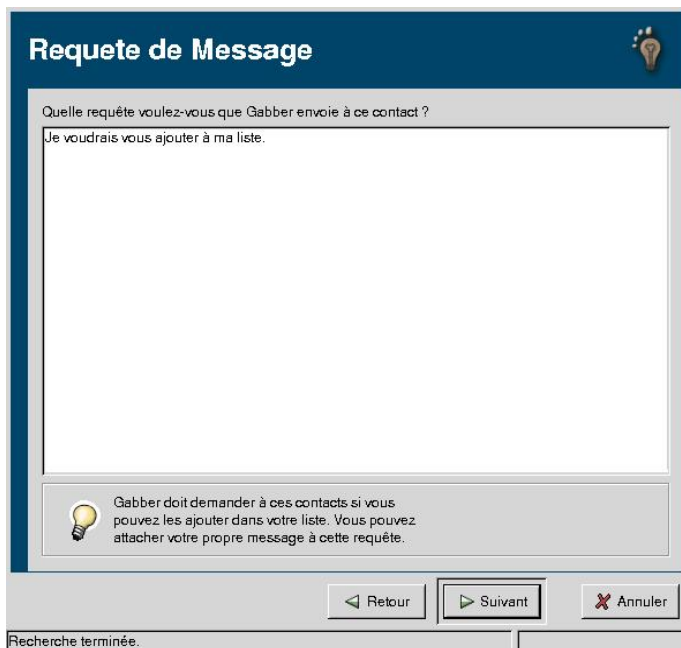 Requete de Message
Quelle requête voulez-vous que Gabber envoie à ce contact ?
Je voudrais vous ajouter à ma liste.
Gabber doit demander à ces contacts si vous
pouvez les ajouter dans votre liste. Vous pouvez
attacher votre propre message à cette requête.
Retour
Suivant
Annuler
Recherche terminée.